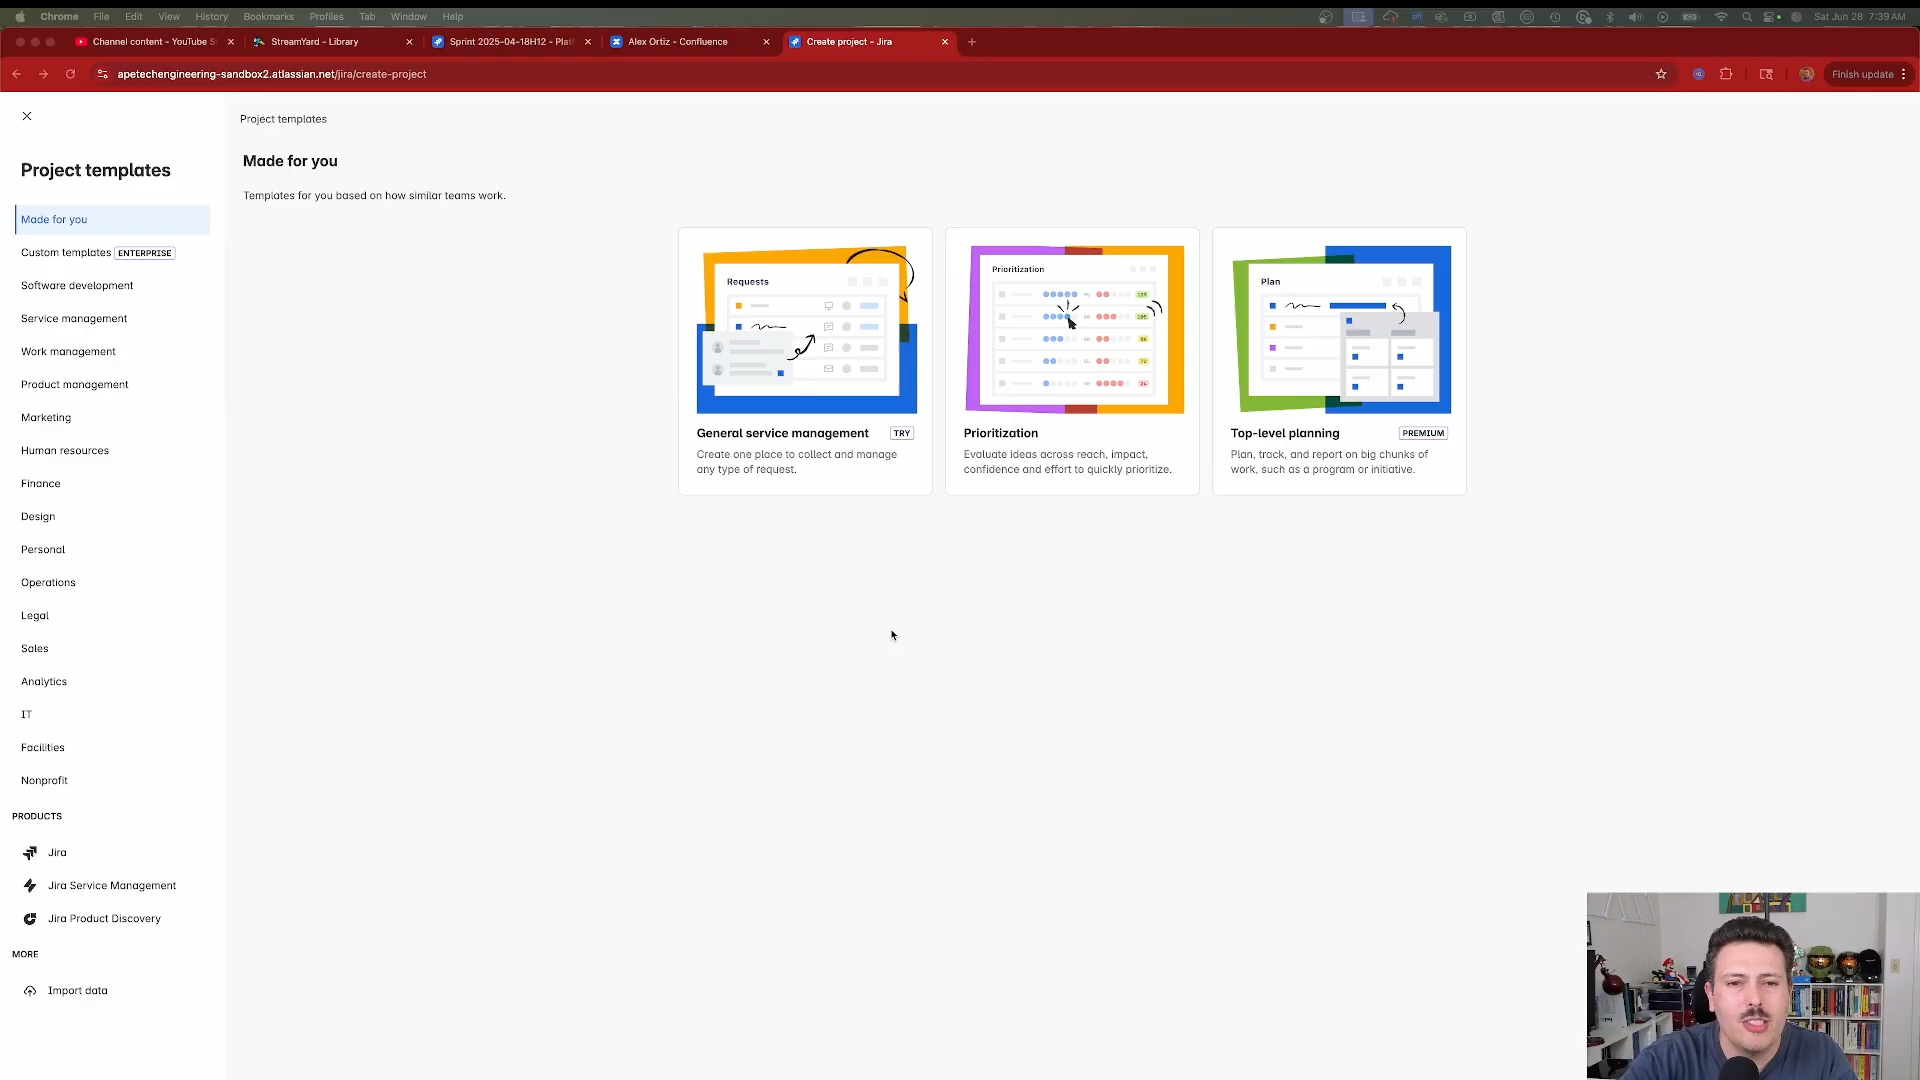 Chrome File Edit View History Bookmarks Profiles Tab Window Help
Sat Jun 28 7:39 AM
Channel content - YouTube S
StreamYard - Library
Sprint 2025-04-18H12 - Plat
Alex Ortiz - Confluence
Create project - Jira
apetechengineering-sandbox2.atlassian.net/jira/create-project
Finish update
Project templates
Made for you
Custom templates ENTERPRISE
Software development
Service management
Work management
Product management
Marketing
Human resources
Finance
Design
Personal
Operations
Legal
Sales
Analytics
IT
Facilities
Nonprofit
PRODUCTS
Jira
Jira Service Management
Jira Product Discovery
MORE
Import data
Project templates
Made for you
Templates for you based on how similar teams work.
Requests
General service management TRY
Create one place to collect and manage
any type of request.
Prioritization
129
105
86
72
24
Prioritization
Evaluate ideas across reach, impact,
confidence and effort to quickly prioritize.
Plan
Top-level planning PREMIUM
Plan, track, and report on big chunks of
work, such as a program or initiative.